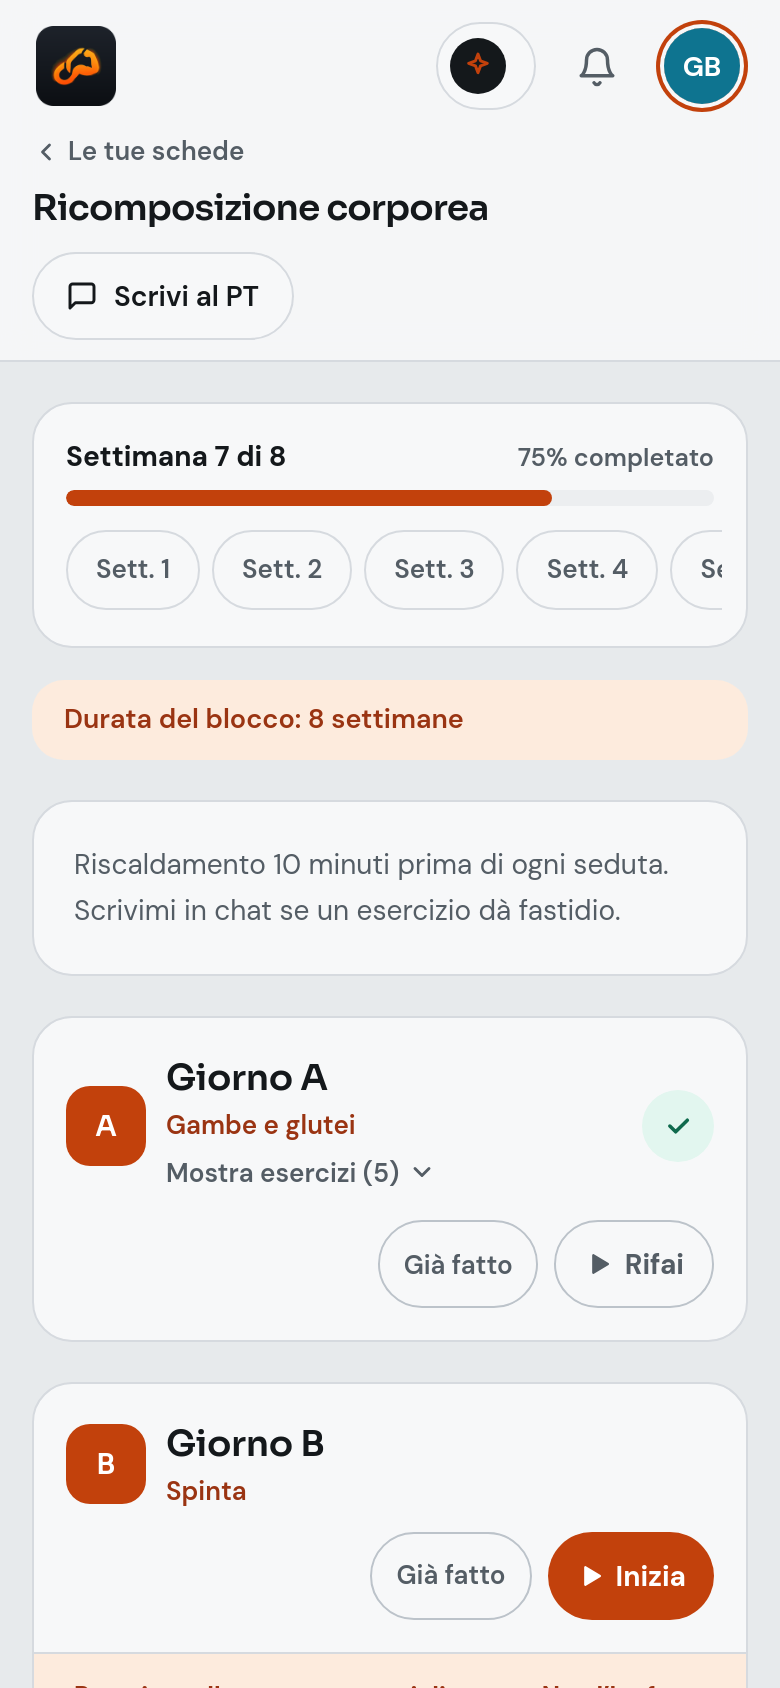 GB
Le tue schede
Ricomposizione corporea
Scrivi al PT
Settimana 7 di 8
75% completato
Sett. 1
Sett. 2
Sett. 3
Sett. 4
Giorno A
A
Gambe e glutei
Mostra esercizi (5)
Già fatto
Rifai
Durata del blocco: 8 settimane
Riscaldamento 10 minuti prima di ogni seduta.
Scrivimi in chat se un esercizio dà fastidio.
Giorno B
B
Spinta
Già fatto
Inizia